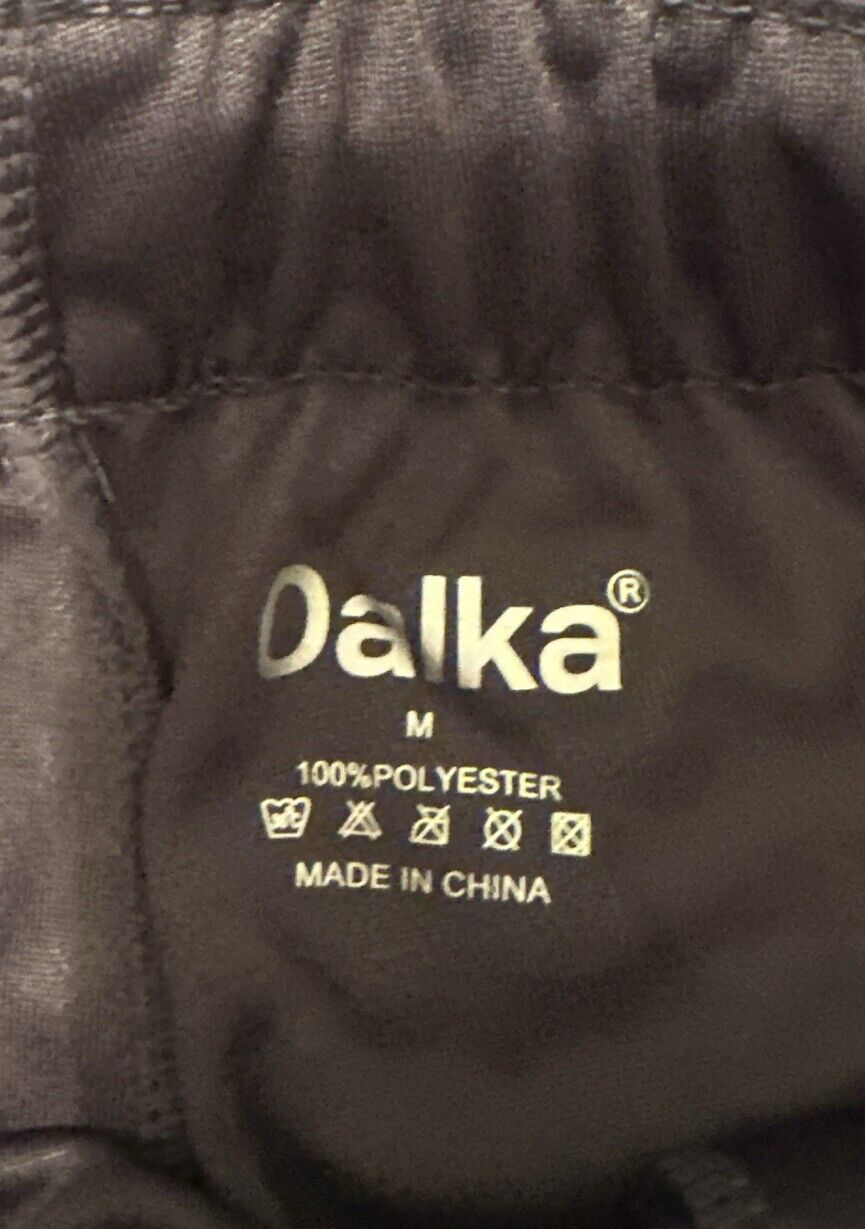 Dalka®
M
100%POLYESTER
MADE IN CHINA